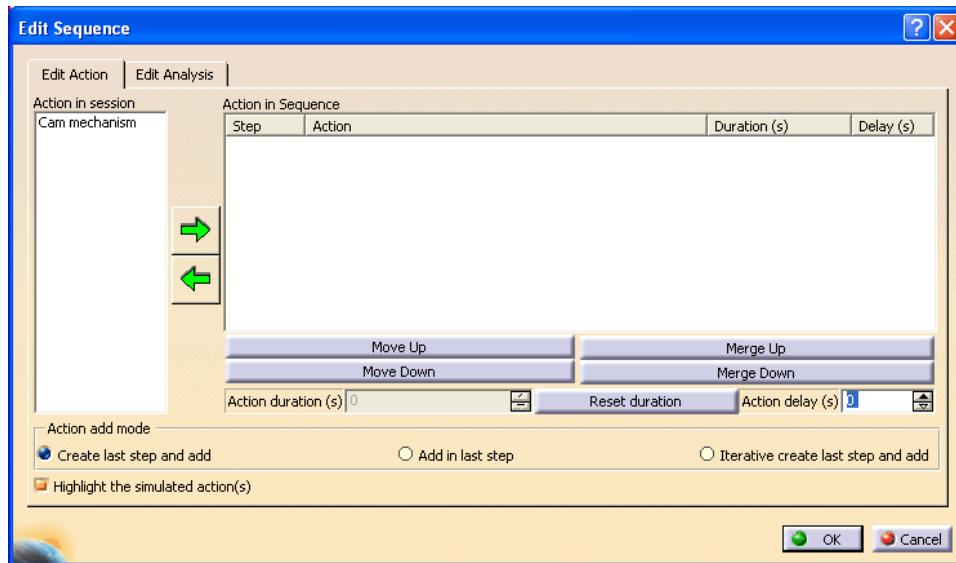 Edit Sequence
Edit Action Edit Analysis
Action in session
Cam mechanism
Action in Sequence
Step Action Duration (s) Delay (s)
Move Up Merge Up
Move Down Merge Down
Action duration (s) 0 Reset duration Action delay (s) 0
Action add mode
Create last step and add Add in last step Iterative create last step and add
Highlight the simulated action(s)
OK Cancel